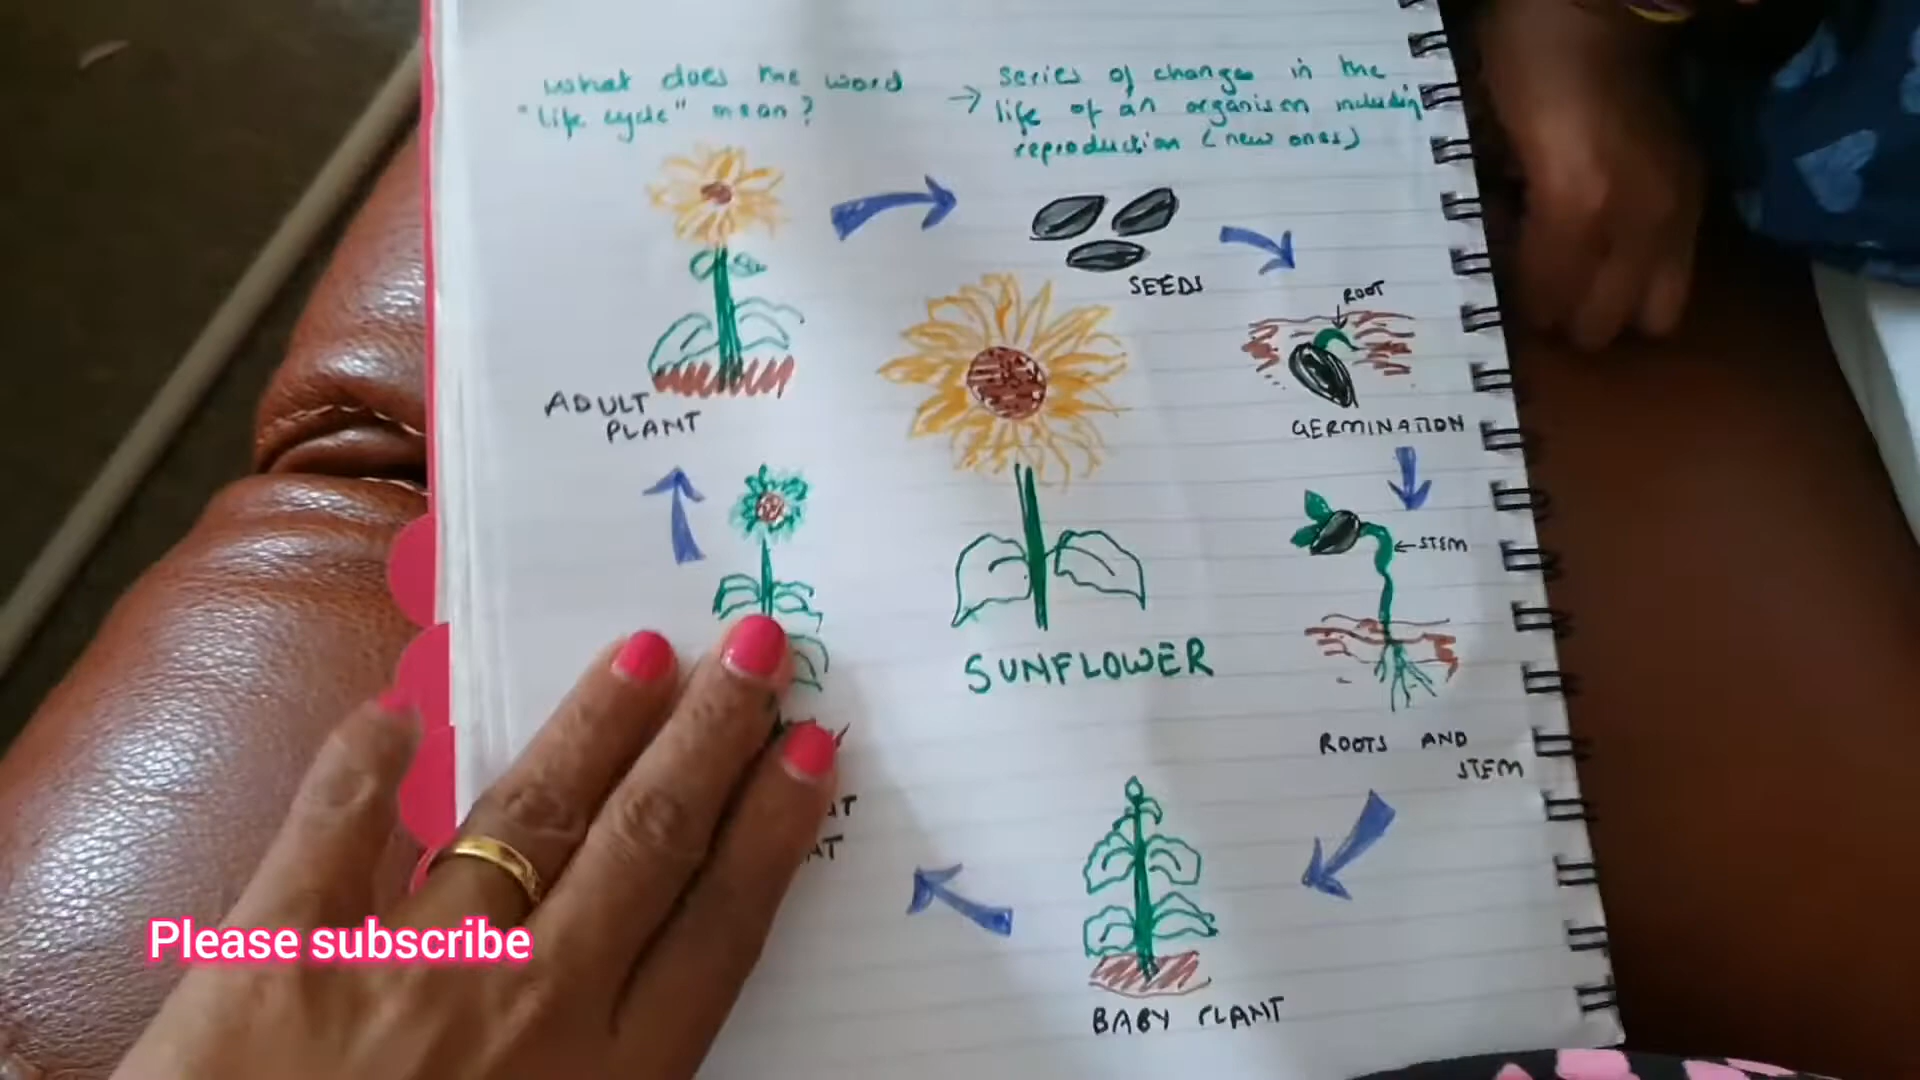 What does the word
"life cycle" mean?
→ series of changes in the
life of an organism including
reproduction (new ones)
SEEDS
ROOT
GERMINATION
←STEM
ROOTS AND
STEM
BABY PLANT
ADULT
PLANT
SUNFLOWER
Please subscribe